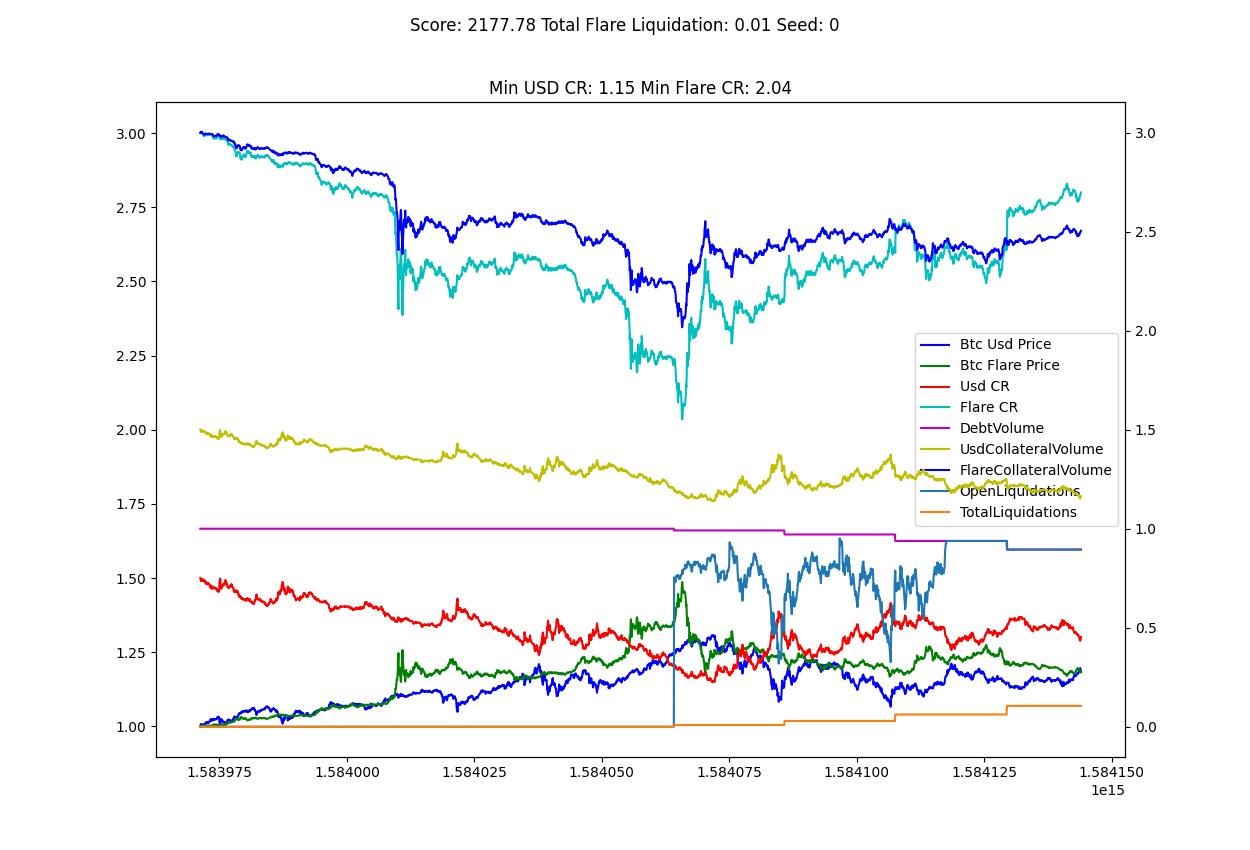 Score: 2177.78 Total Flare Liquidation: 0.01 Seed: 0
Min USD CR: 1.15 Min Flare CR: 2.04
3.00
2.75
2.50
2.25
2.00
1.75
1.50
1.25
1.00
3.0
2.5
2.0
1.5
1.0
0.5
0.0
Btc Usd Price
Btc Flare Price
Usd CR
Flare CR
DebtVolume
UsdCollateralVolume
FlareCollateralVolume
OpenLiquidations
TotalLiquidations
1.583975 1.584000 1.584025 1.584050 1.584075 1.584100 1.584125 1.584150
1e15